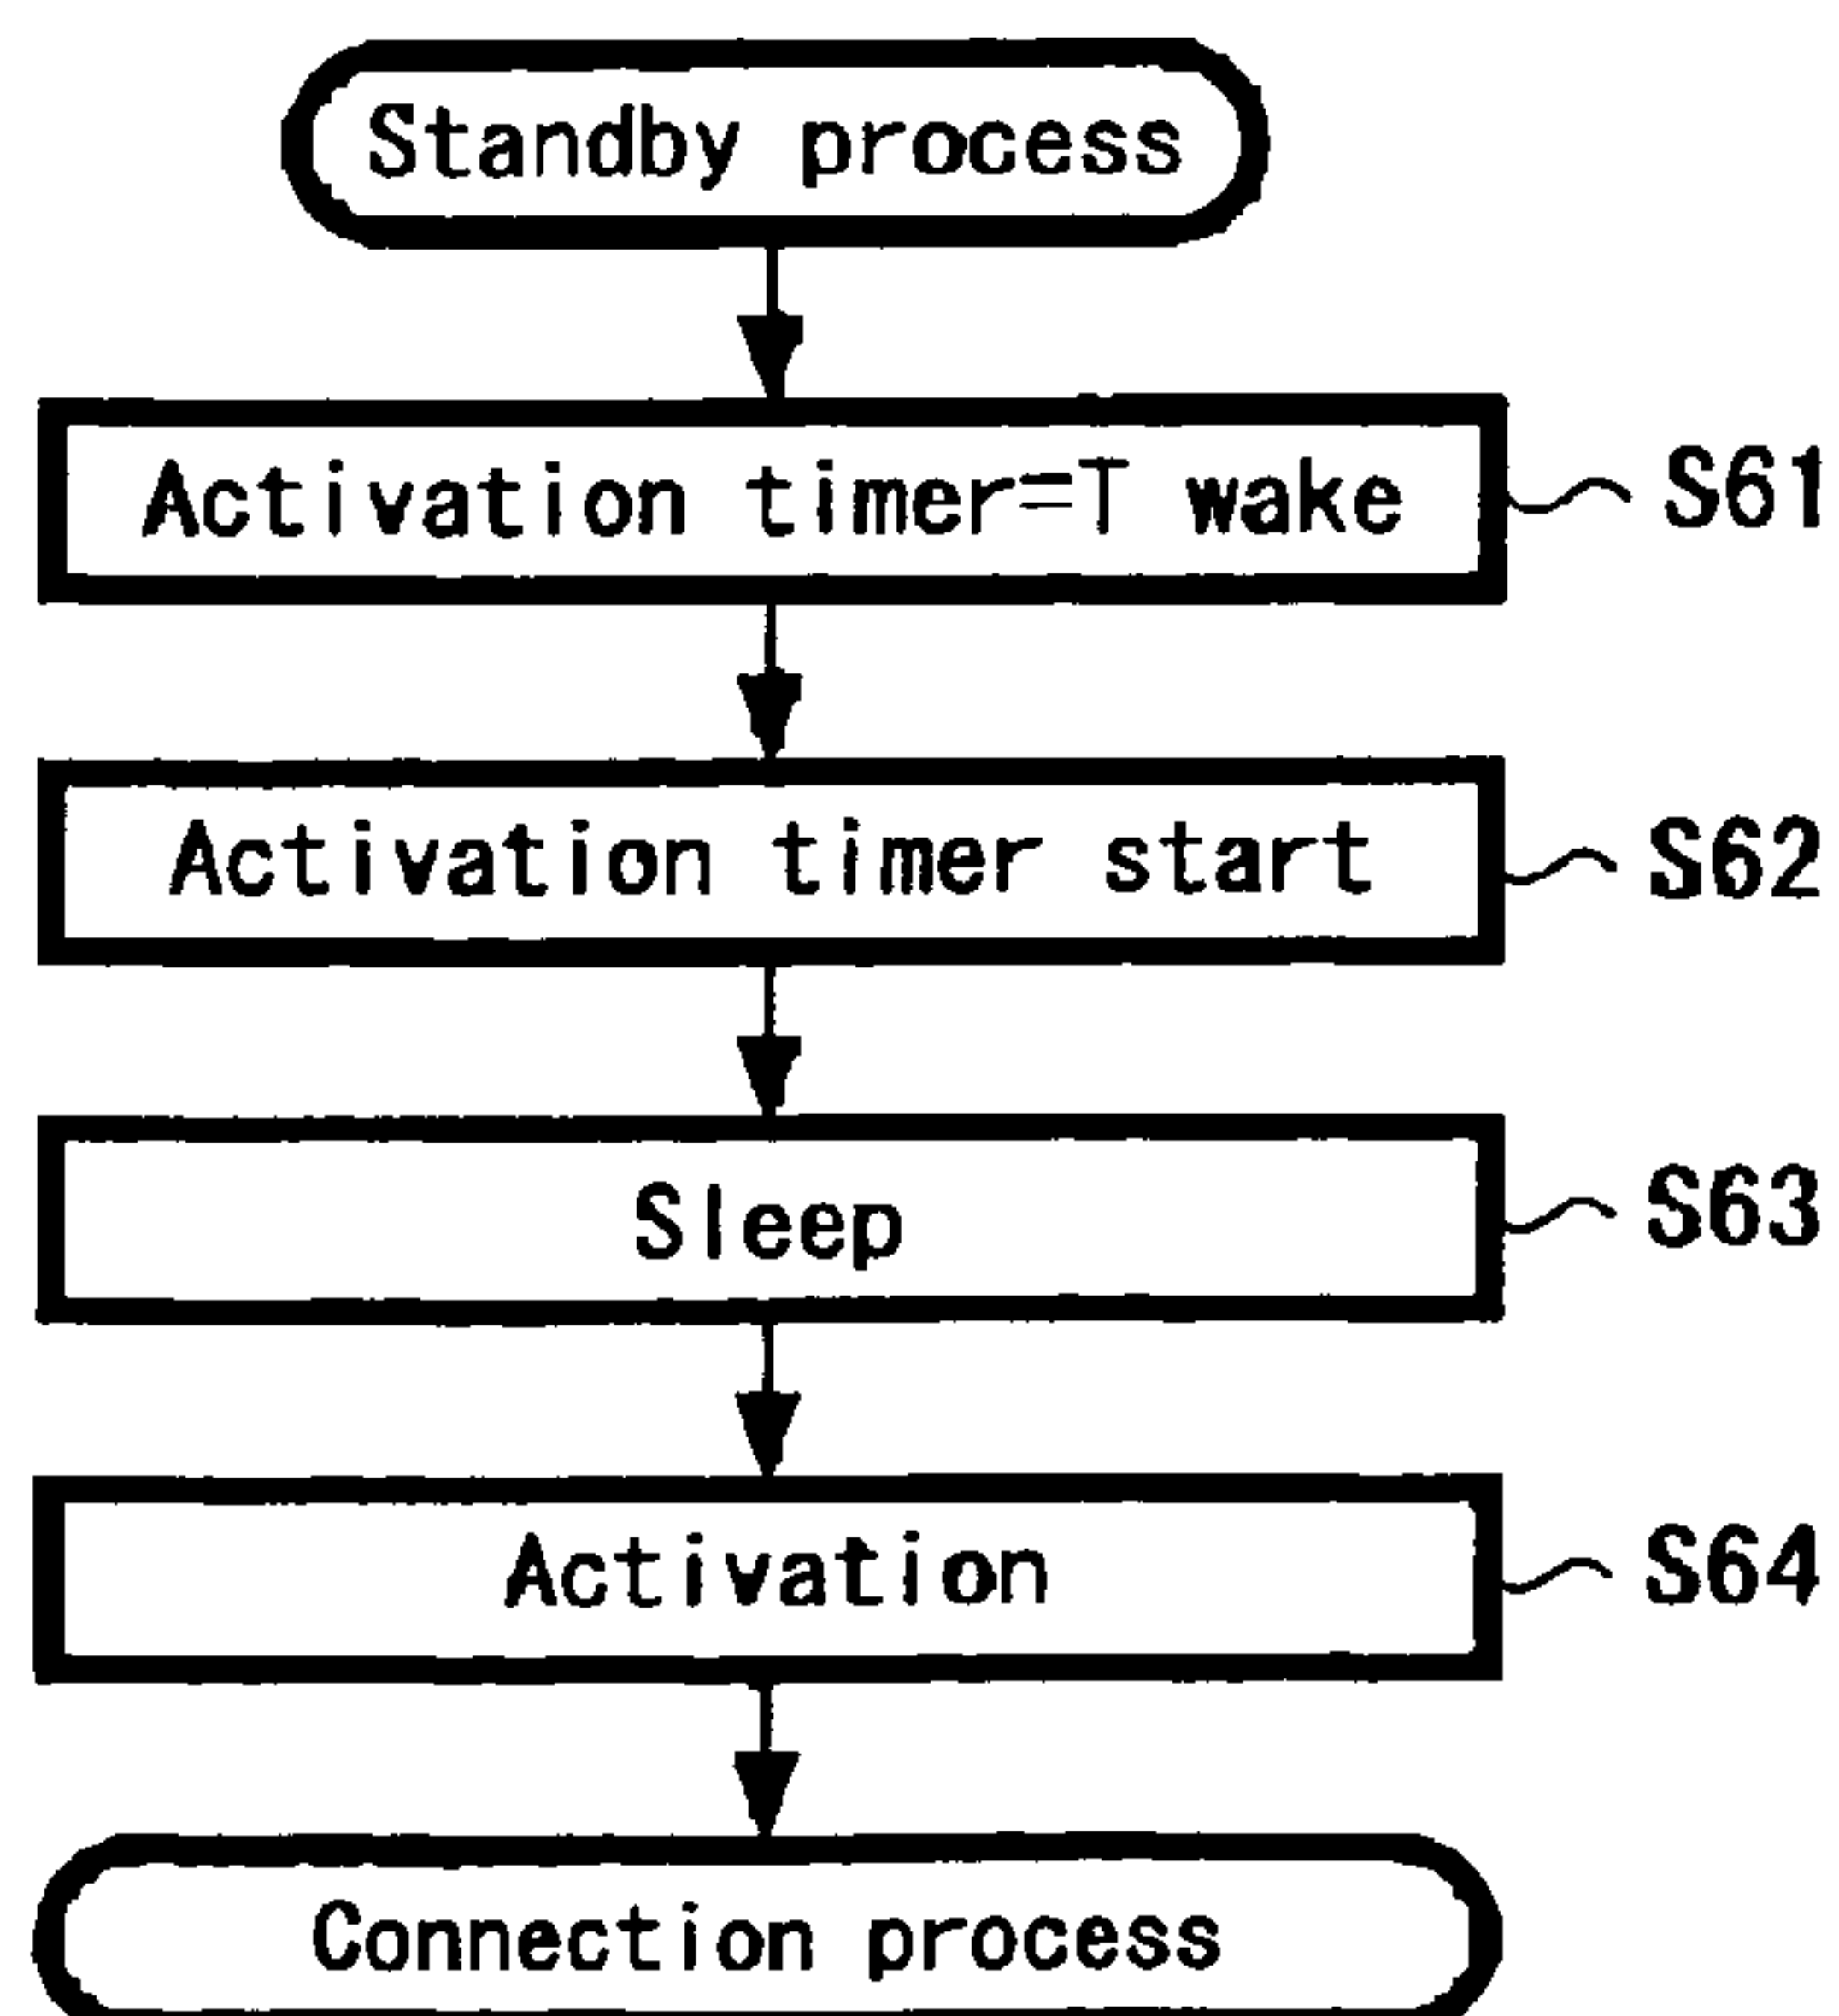 Standby process
Activation timer=T wake S61
Activation timer start S62
Sleep S63
Activation S64
Connection process